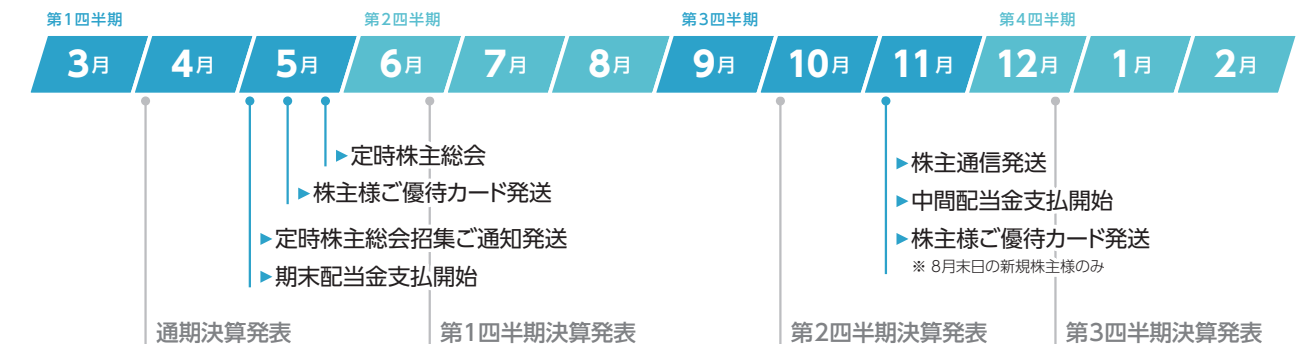 第1四半期
第2四半期
第3四半期
第4四半期
3月
4月
5月
6月
7月
8月
9月
10月
11月
12月
1月
2月
▶定時株主総会
▶株主様ご優待カード発送
▶定時株主総会招集ご通知発送
▶期末配当金支払開始
▶株主通信発送
▶中間配当金支払開始
▶株主様ご優待カード発送
※ 8月末日の新規株主様のみ
通期決算発表
第1四半期決算発表
第2四半期決算発表
第3四半期決算発表